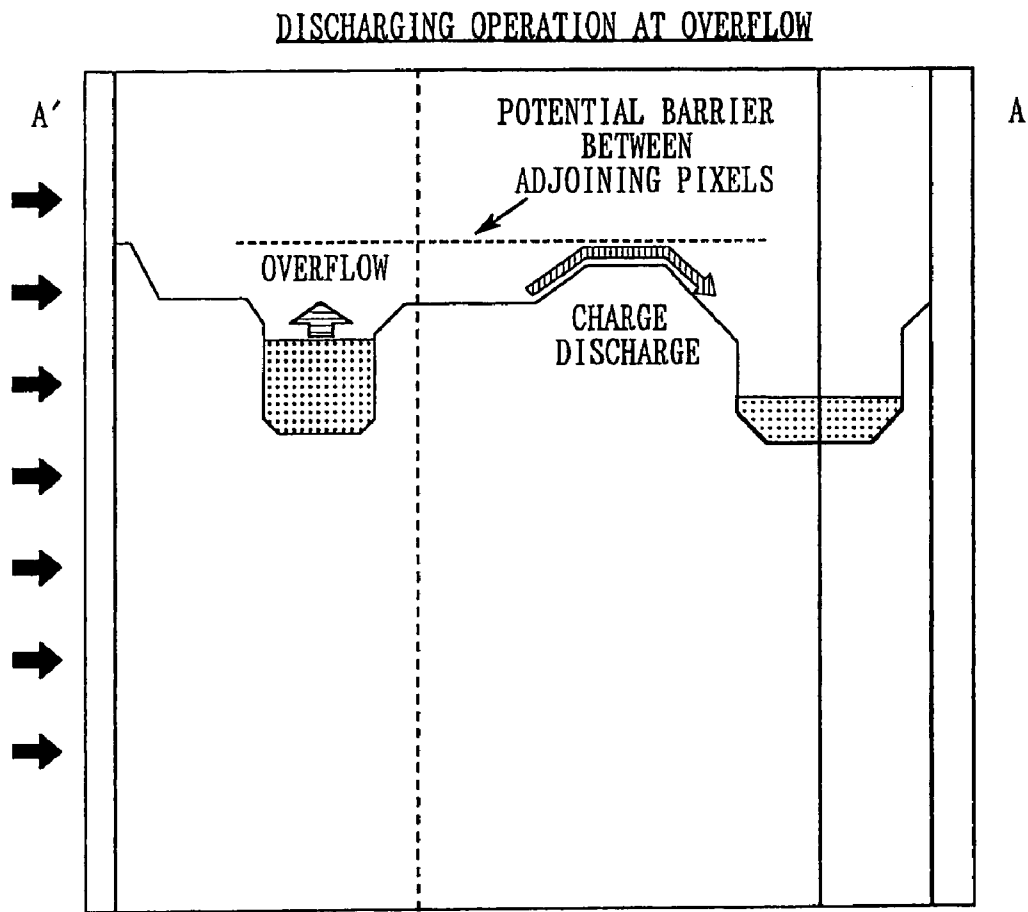 DISCHARGING OPERATION AT OVERFLOW
A′
A
POTENTIAL BARRIER
BETWEEN
ADJOINING PIXELS
OVERFLOW
CHARGE
DISCHARGE